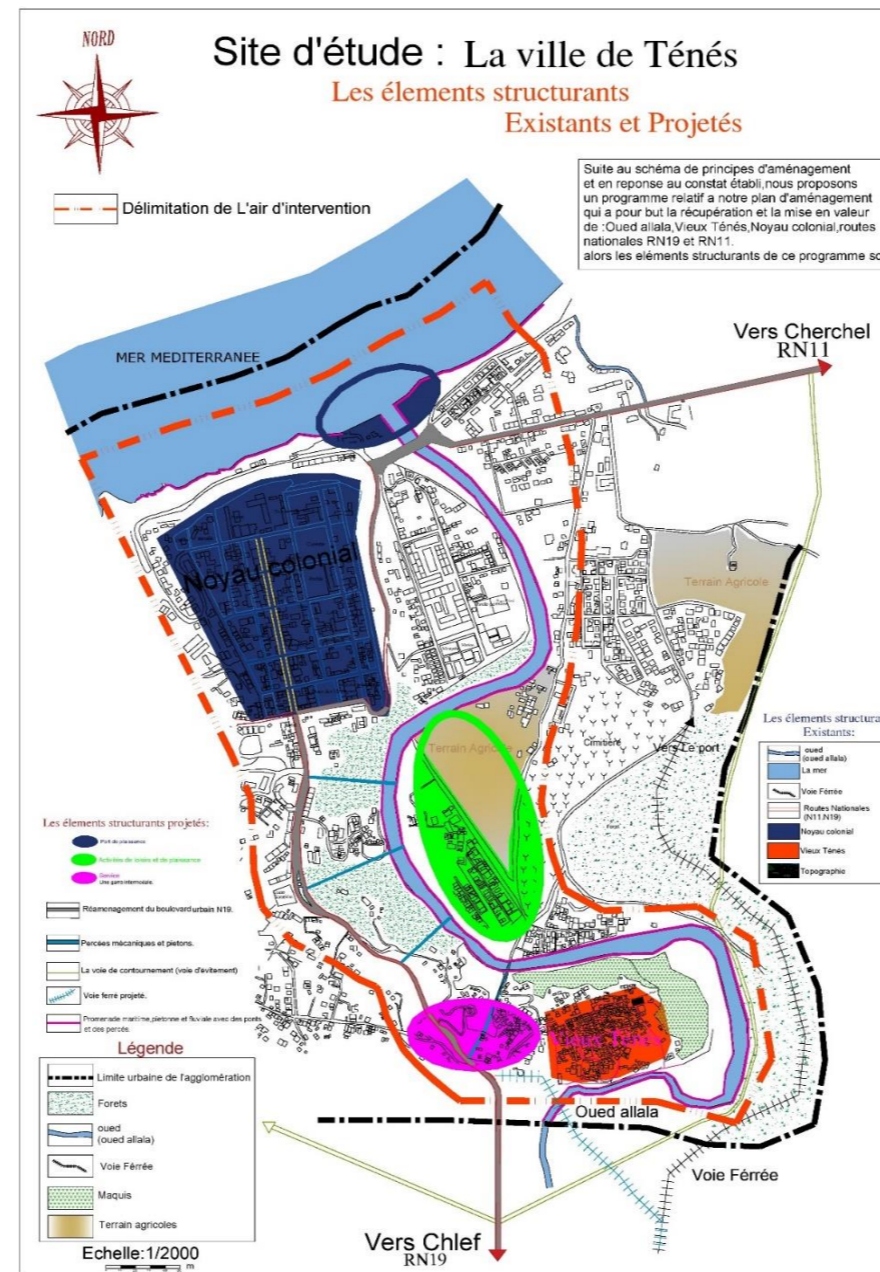 NORD
Site d'étude : La ville de Ténés
Les élements structurants
Existants et Projetés
Délimitation de L'air d'intervention
Suite au schéma de principes d'aménagement
et en reponse au constat établi,nous proposons
un programme relatif a notre plan d'aménagement
qui a pour but la récupération et la mise en valeur
de :Oued allala,Vieux Ténés,Noyau colonial,routes
nationales RN19 et RN11.
alors les eléments structurants de ce programme so
Vers Cherchel
RN11
MER MEDITERRANEE
Noyau colonial
Terrain Agricole
Terrain Agricole
Cimitière
Vers Le port
Les élements structura
Existants:
oued
(oued allala)
La mer
Voie Férrée
Routes Nationales
(N11.N19)
Noyau colonial
Vieux Ténés
Topographie
Les élements structurants projetés:
Port de plaisance
Activités de loisirs et de plaisance
Service
Une gare intermodale.
Réamenagement du boulevard urbain N19.
Percées mécaniques et pietons.
La voie de contournement (voie d'évitement)
Voie ferré projeté.
Promenade maritime,pietonne et fluviale avec des ponts
et des percés.
Vieux Ténés
Oued allala
Voie Férrée
Légende
Limite urbaine de l'agglomération
Forets
oued
(oued allala)
Voie Férrée
Maquis
Terrain agricoles
Echelle:1/2000
m
Vers Chlef
RN19